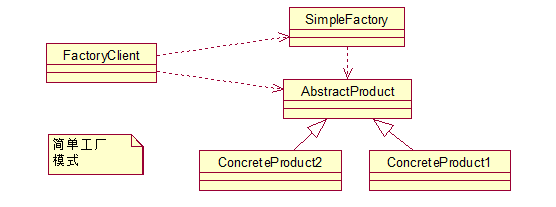 SimpleFactory
FactoryClient
AbstractProduct
简单工厂
模式
ConcreteProduct2
ConcreteProduct1